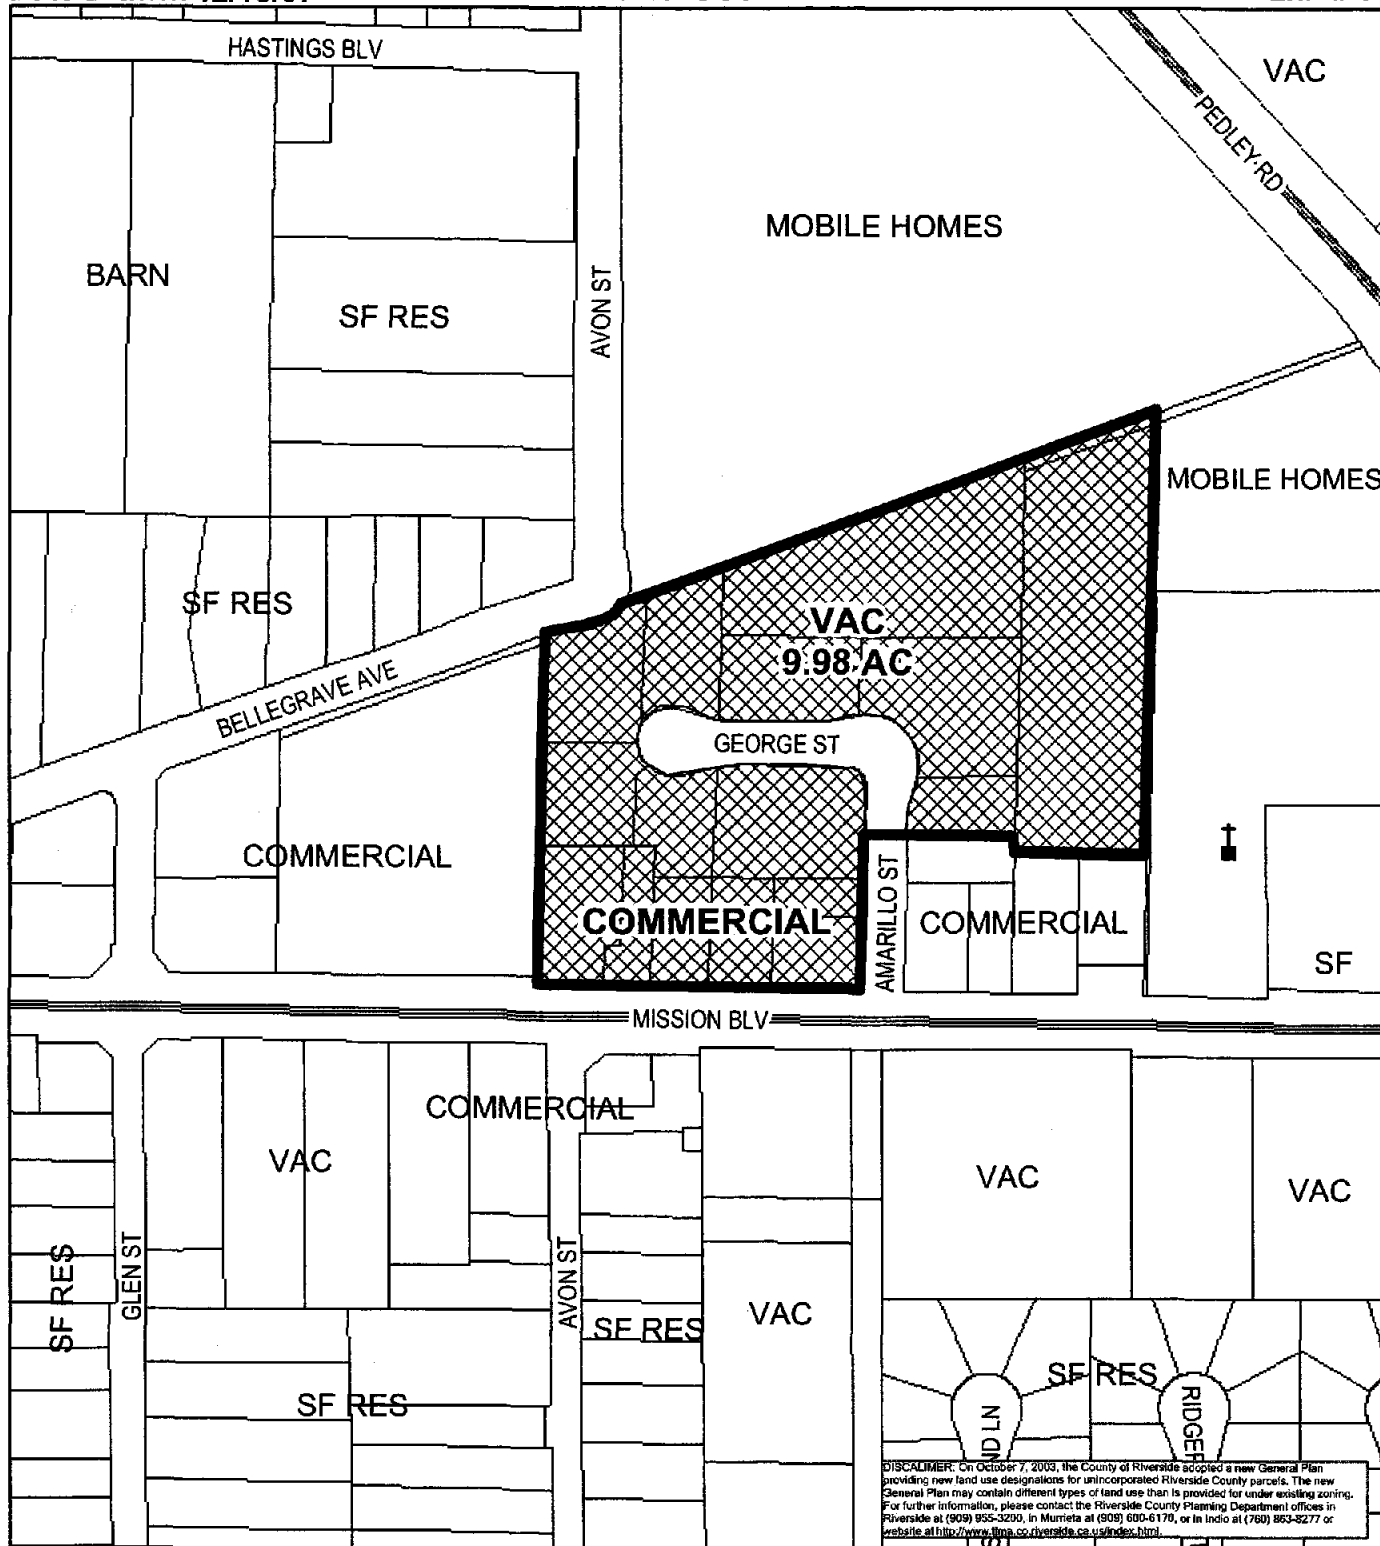 HASTINGS BLV
VAC
PEDLEY RD
MOBILE HOMES
BARN
SF RES
AVON ST
MOBILE HOMES
SF RES
VAC
9.98 AC
BELLEGRAVE AVE
GEORGE ST
COMMERCIAL
COMMERCIAL
AMARILLO ST
COMMERCIAL
SF
MISSION BLV
COMMERCIAL
VAC
VAC
VAC
SF RES
GLEN ST
AVON ST
SF RES
VAC
SF RES
SF RES
ND LN
RIDGEF
DISCALIMER: On October 7, 2003, the County of Riverside adopted a new General Plan
providing new land use designations for unincorporated Riverside County parcels. The new
General Plan may contain different types of land use than is provided for under existing zoning.
For further information, please contact the Riverside County Planning Department offices in
Riverside at (909) 955-3200, in Murrieta at (909) 600-6170, or in Indio at (760) 863-8277 or
website at http://www.tlma.co.riverside.ca.us/index.html.